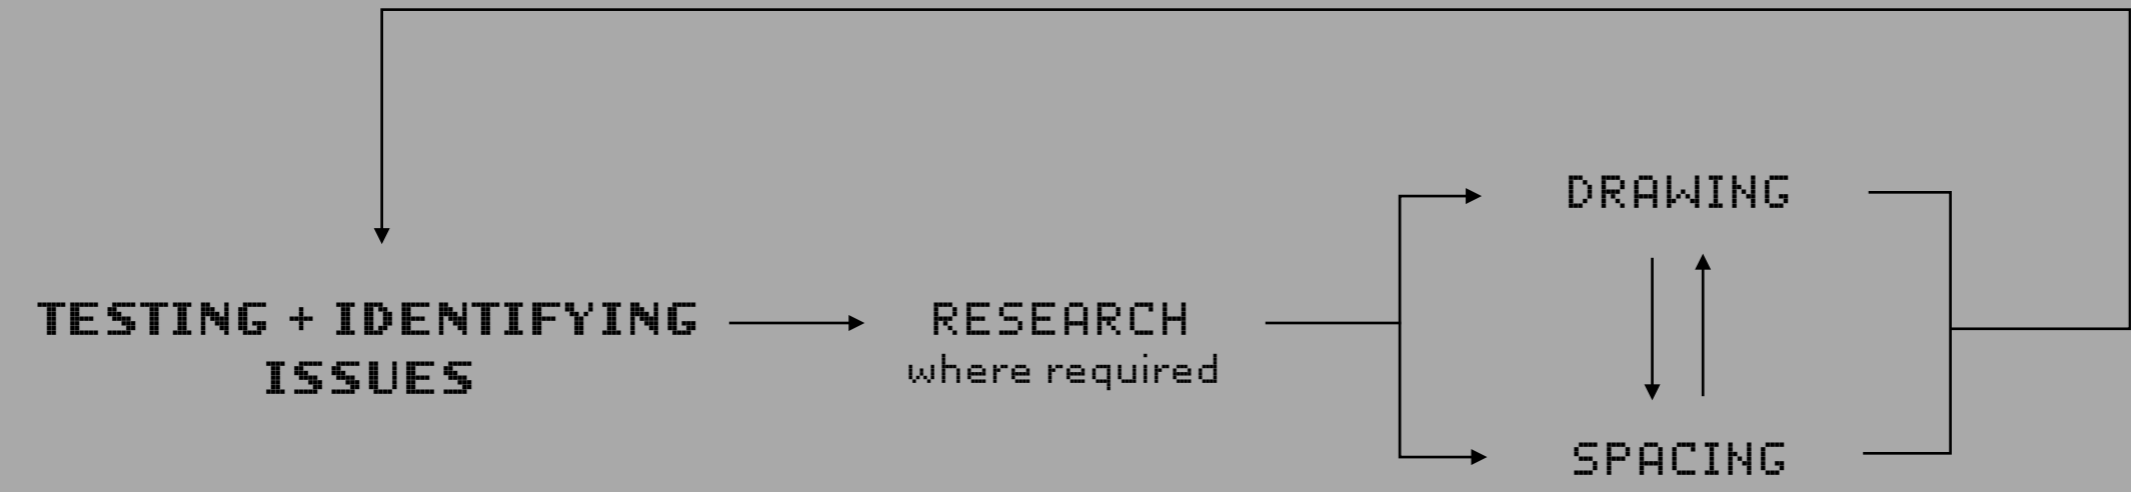 DRAWING
TESTING + IDENTIFYING
ISSUES
RESEARCH
where required
SPACING